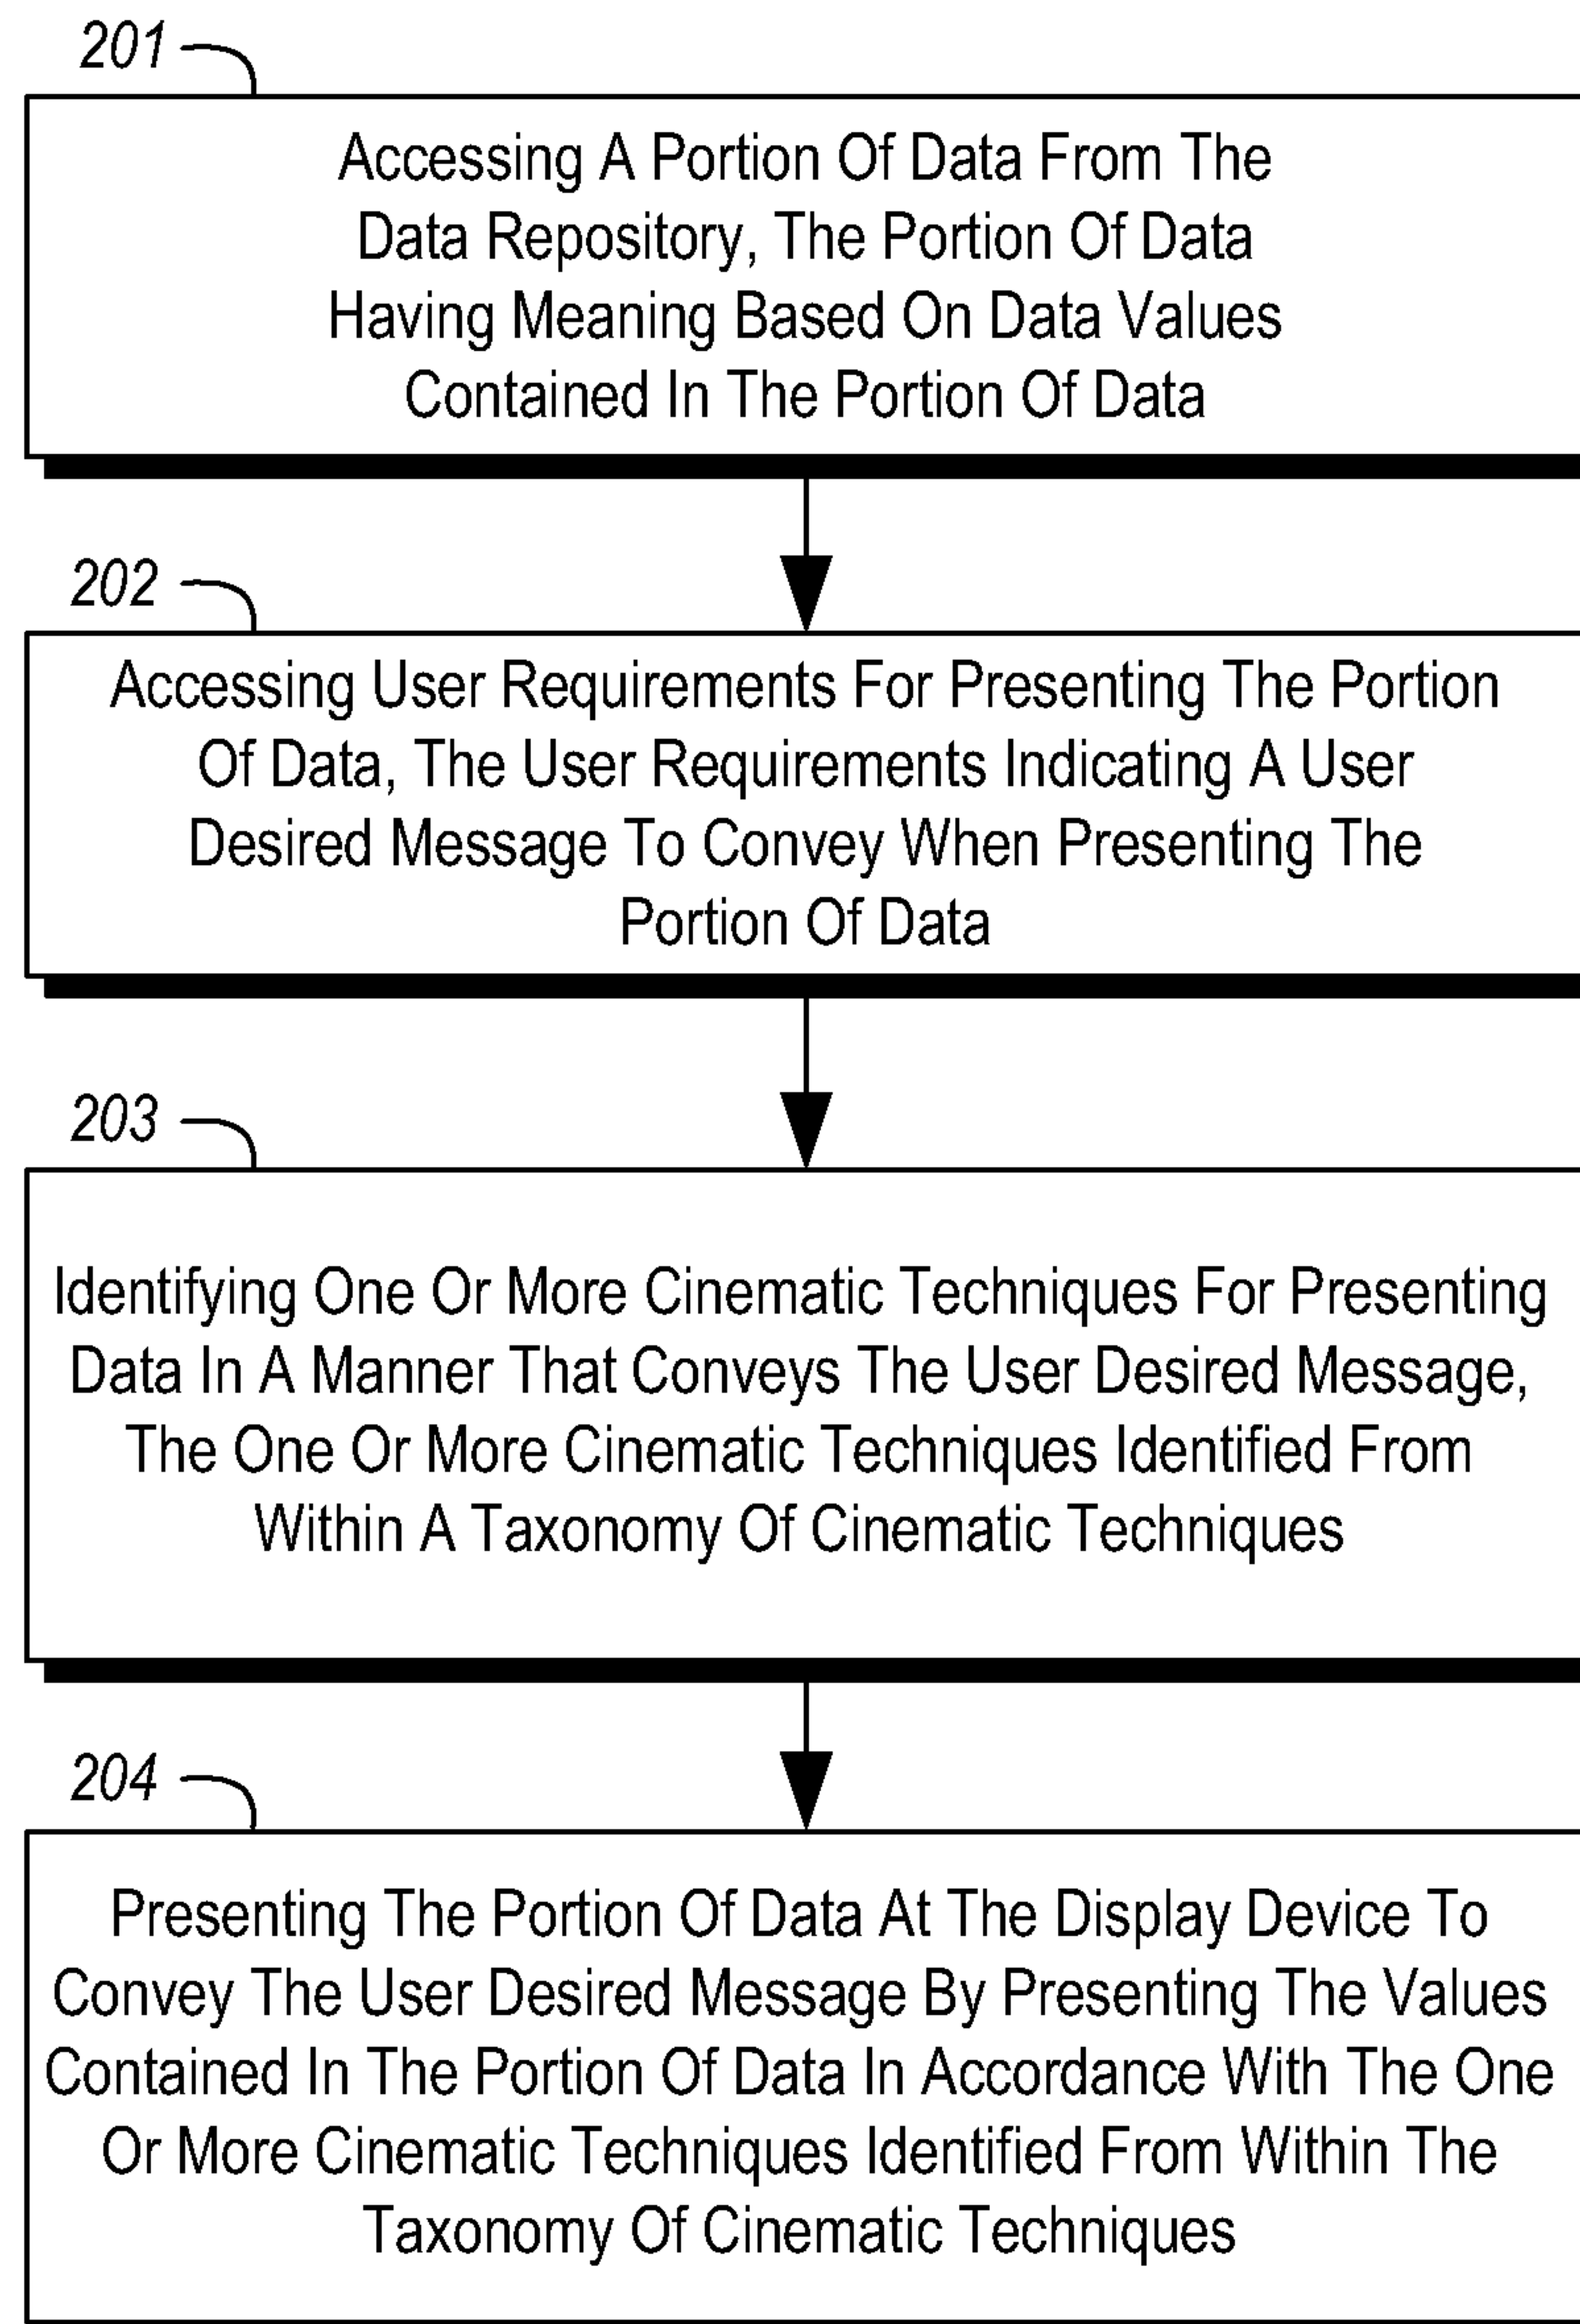 201
Accessing A Portion Of Data From The
Data Repository, The Portion Of Data
Having Meaning Based On Data Values
Contained In The Portion Of Data
202
Accessing User Requirements For Presenting The Portion
Of Data, The User Requirements Indicating A User
Desired Message To Convey When Presenting The
Portion Of Data
203
Identifying One Or More Cinematic Techniques For Presenting
Data In A Manner That Conveys The User Desired Message,
The One Or More Cinematic Techniques Identified From
Within A Taxonomy Of Cinematic Techniques
204
Presenting The Portion Of Data At The Display Device To
Convey The User Desired Message By Presenting The Values
Contained In The Portion Of Data In Accordance With The One
Or More Cinematic Techniques Identified From Within The
Taxonomy Of Cinematic Techniques